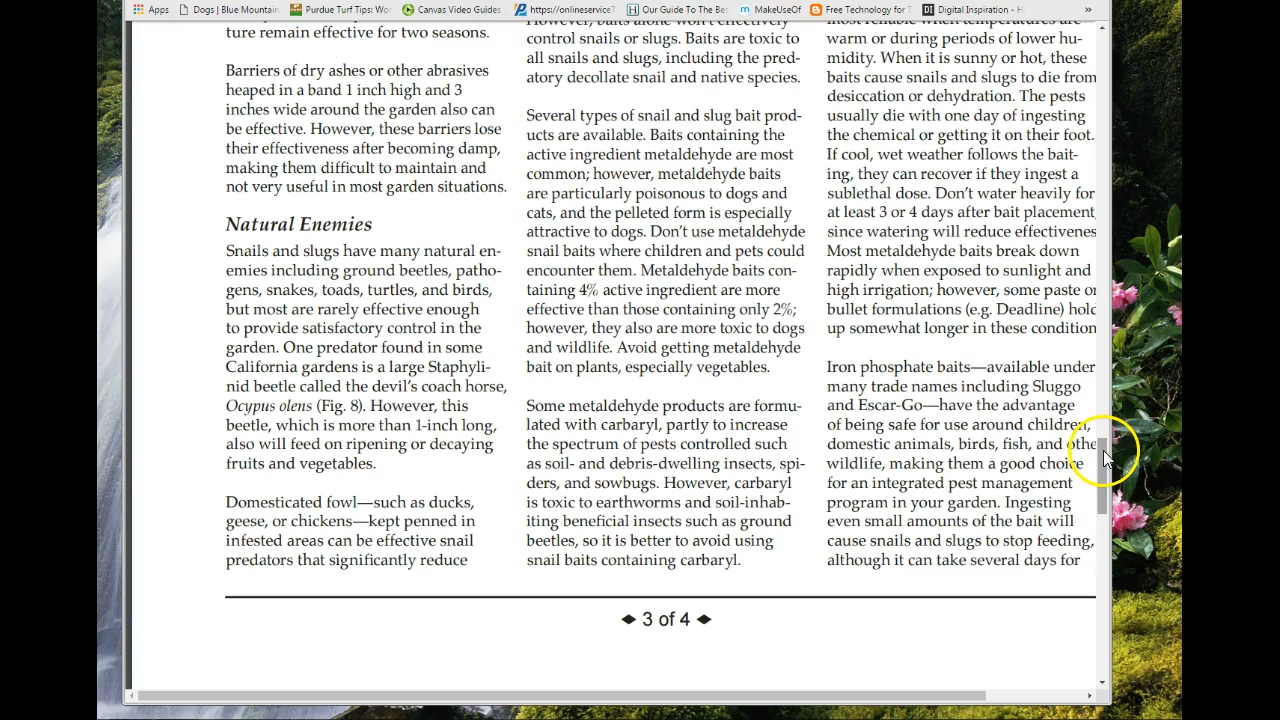 Apps Dogs | Blue Mountain Purdue Turf Tips: Wo Canvas Video Guides https://onlineservice7 Our Guide To The Bes MakeUseOf Free Technology for T Digital Inspiration - H »
ture remain effective for two seasons.
Barriers of dry ashes or other abrasives
heaped in a band 1 inch high and 3
inches wide around the garden also can
be effective. However, these barriers lose
their effectiveness after becoming damp,
making them difficult to maintain and
not very useful in most garden situations.
Natural Enemies
Snails and slugs have many natural en-
emies including ground beetles, patho-
gens, snakes, toads, turtles, and birds,
but most are rarely effective enough
to provide satisfactory control in the
garden. One predator found in some
California gardens is a large Staphyli-
nid beetle called the devil's coach horse,
Ocypus olens (Fig. 8). However, this
beetle, which is more than 1-inch long,
also will feed on ripening or decaying
fruits and vegetables.
Domesticated fowl—such as ducks,
geese, or chickens—kept penned in
infested areas can be effective snail
predators that significantly reduce
However, baits alone won't effectively
control snails or slugs. Baits are toxic to
all snails and slugs, including the pred-
atory decollate snail and native species.
Several types of snail and slug bait prod-
ucts are available. Baits containing the
active ingredient metaldehyde are most
common; however, metaldehyde baits
are particularly poisonous to dogs and
cats, and the pelleted form is especially
attractive to dogs. Don't use metaldehyde
snail baits where children and pets could
encounter them. Metaldehyde baits con-
taining 4% active ingredient are more
effective than those containing only 2%;
however, they also are more toxic to dogs
and wildlife. Avoid getting metaldehyde
bait on plants, especially vegetables.
Some metaldehyde products are formu-
lated with carbaryl, partly to increase
the spectrum of pests controlled such
as soil- and debris-dwelling insects, spi-
ders, and sowbugs. However, carbaryl
is toxic to earthworms and soil-inhab-
iting beneficial insects such as ground
beetles, so it is better to avoid using
snail baits containing carbaryl.
most reliable when temperatures are
warm or during periods of lower hu-
midity. When it is sunny or hot, these
baits cause snails and slugs to die from
desiccation or dehydration. The pests
usually die with one day of ingesting
the chemical or getting it on their foot.
If cool, wet weather follows the bait-
ing, they can recover if they ingest a
sublethal dose. Don't water heavily for
at least 3 or 4 days after bait placement,
since watering will reduce effectivenes
Most metaldehyde baits break down
rapidly when exposed to sunlight and
high irrigation; however, some paste or
bullet formulations (e.g. Deadline) hold
up somewhat longer in these condition
Iron phosphate baits—available under
many trade names including Sluggo
and Escar-Go—have the advantage
of being safe for use around children,
domestic animals, birds, fish, and othe
wildlife, making them a good choice
for an integrated pest management
program in your garden. Ingesting
even small amounts of the bait will
cause snails and slugs to stop feeding,
although it can take several days for
◆ 3 of 4 ◆